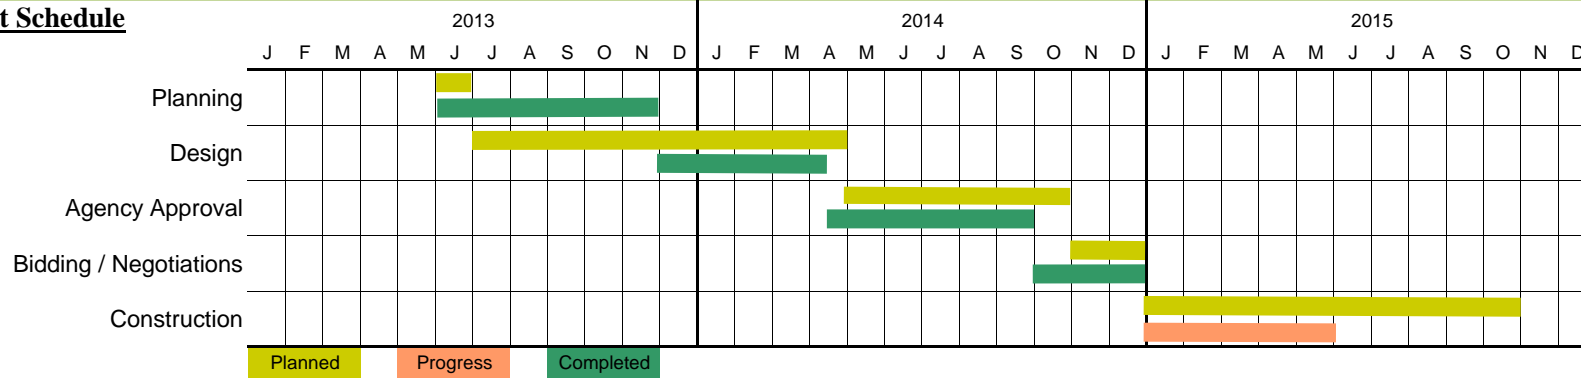 t Schedule
2013 2014 2015
J F M A M J J A S O N D J F M A M J J A S O N D J F M A M J J A S O N D
Planning
Design
Agency Approval
Bidding / Negotiations
Construction
Planned Progress Completed